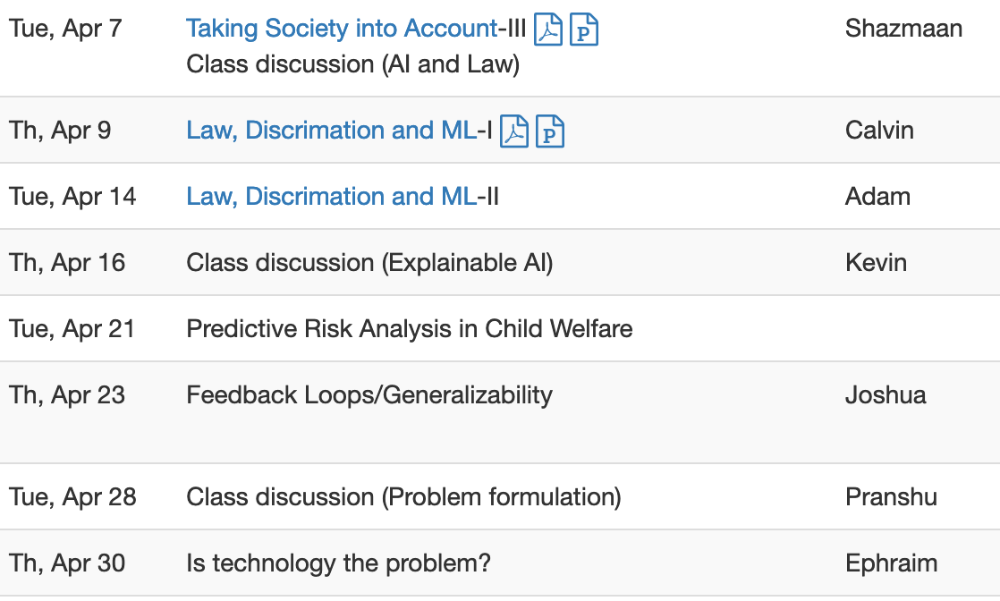 Tue, Apr 7 Taking Society into Account-III P Shazmaan
Class discussion (AI and Law)
Th, Apr 9 Law, Discrimation and ML-I P Calvin
Tue, Apr 14 Law, Discrimation and ML-II Adam
Th, Apr 16 Class discussion (Explainable AI) Kevin
Tue, Apr 21 Predictive Risk Analysis in Child Welfare
Th, Apr 23 Feedback Loops/Generalizability Joshua
Tue, Apr 28 Class discussion (Problem formulation) Pranshu
Th, Apr 30 Is technology the problem? Ephraim